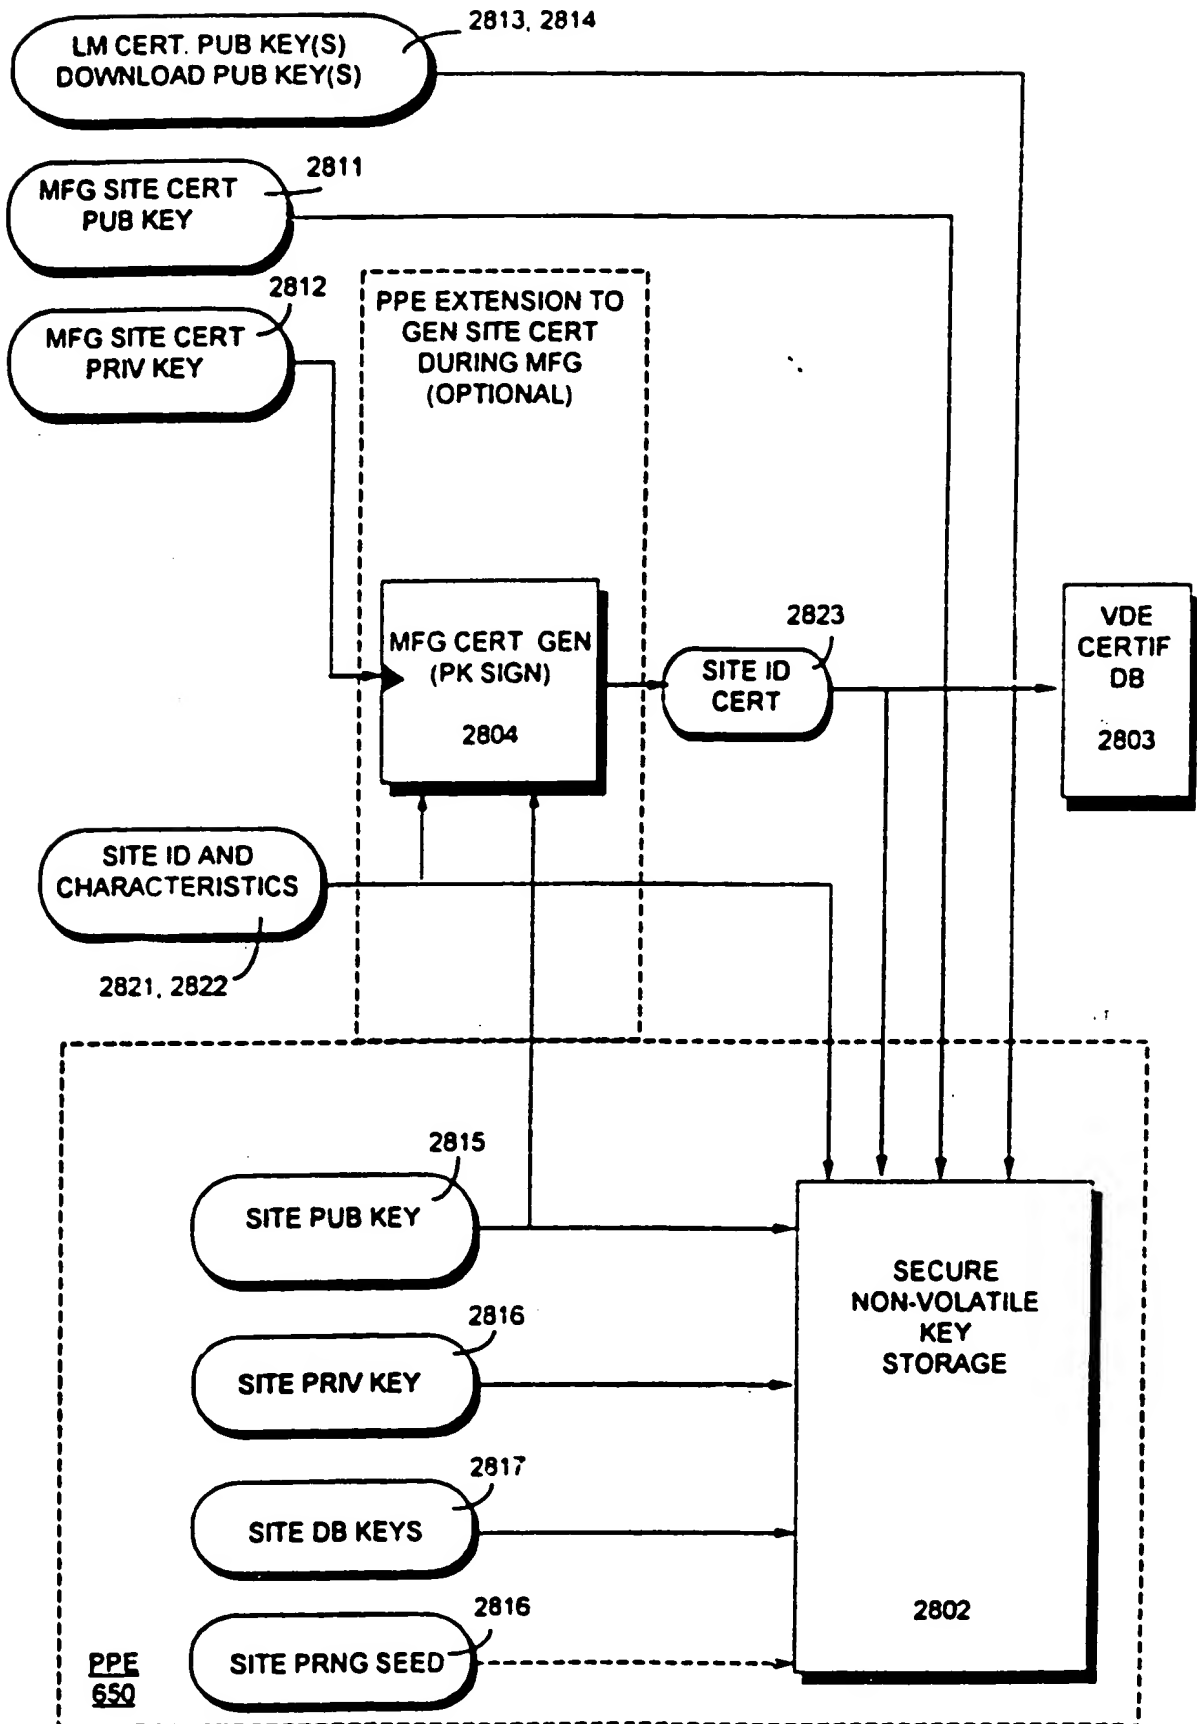 2813, 2814
LM CERT. PUB KEY(S)
DOWNLOAD PUB KEY(S)
2811
MFG SITE CERT
PUB KEY
2812
MFG SITE CERT
PRIV KEY
PPE EXTENSION TO
GEN SITE CERT
DURING MFG
(OPTIONAL)
MFG CERT GEN
(PK SIGN)
2804
2823
SITE ID
CERT
VDE
CERTIF
DB
2803
SITE ID AND
CHARACTERISTICS
2821, 2822
2815
SITE PUB KEY
2816
SITE PRIV KEY
2817
SITE DB KEYS
2816
SITE PRNG SEED
SECURE
NON-VOLATILE
KEY
STORAGE
2802
PPE
650